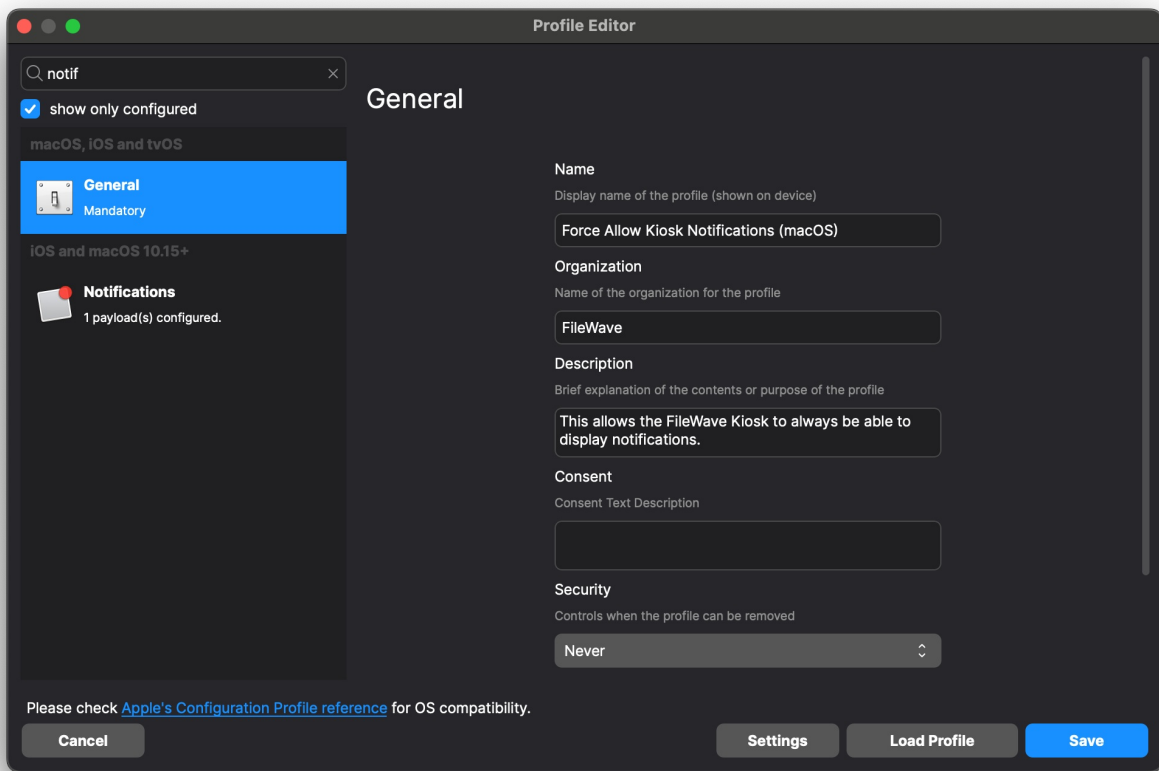 Profile Editor
notif
show only configured
macOS, iOS and tvOS
General
Mandatory
iOS and macOS 10.15+
Notifications
1 payload(s) configured.
General
Name
Display name of the profile (shown on device)
Force Allow Kiosk Notifications (macOS)
Organization
Name of the organization for the profile
FileWave
Description
Brief explanation of the contents or purpose of the profile
This allows the FileWave Kiosk to always be able to
display notifications.
Consent
Consent Text Description
Security
Controls when the profile can be removed
Never
Please check Apple's Configuration Profile reference for OS compatibility.
Cancel
Settings
Load Profile
Save